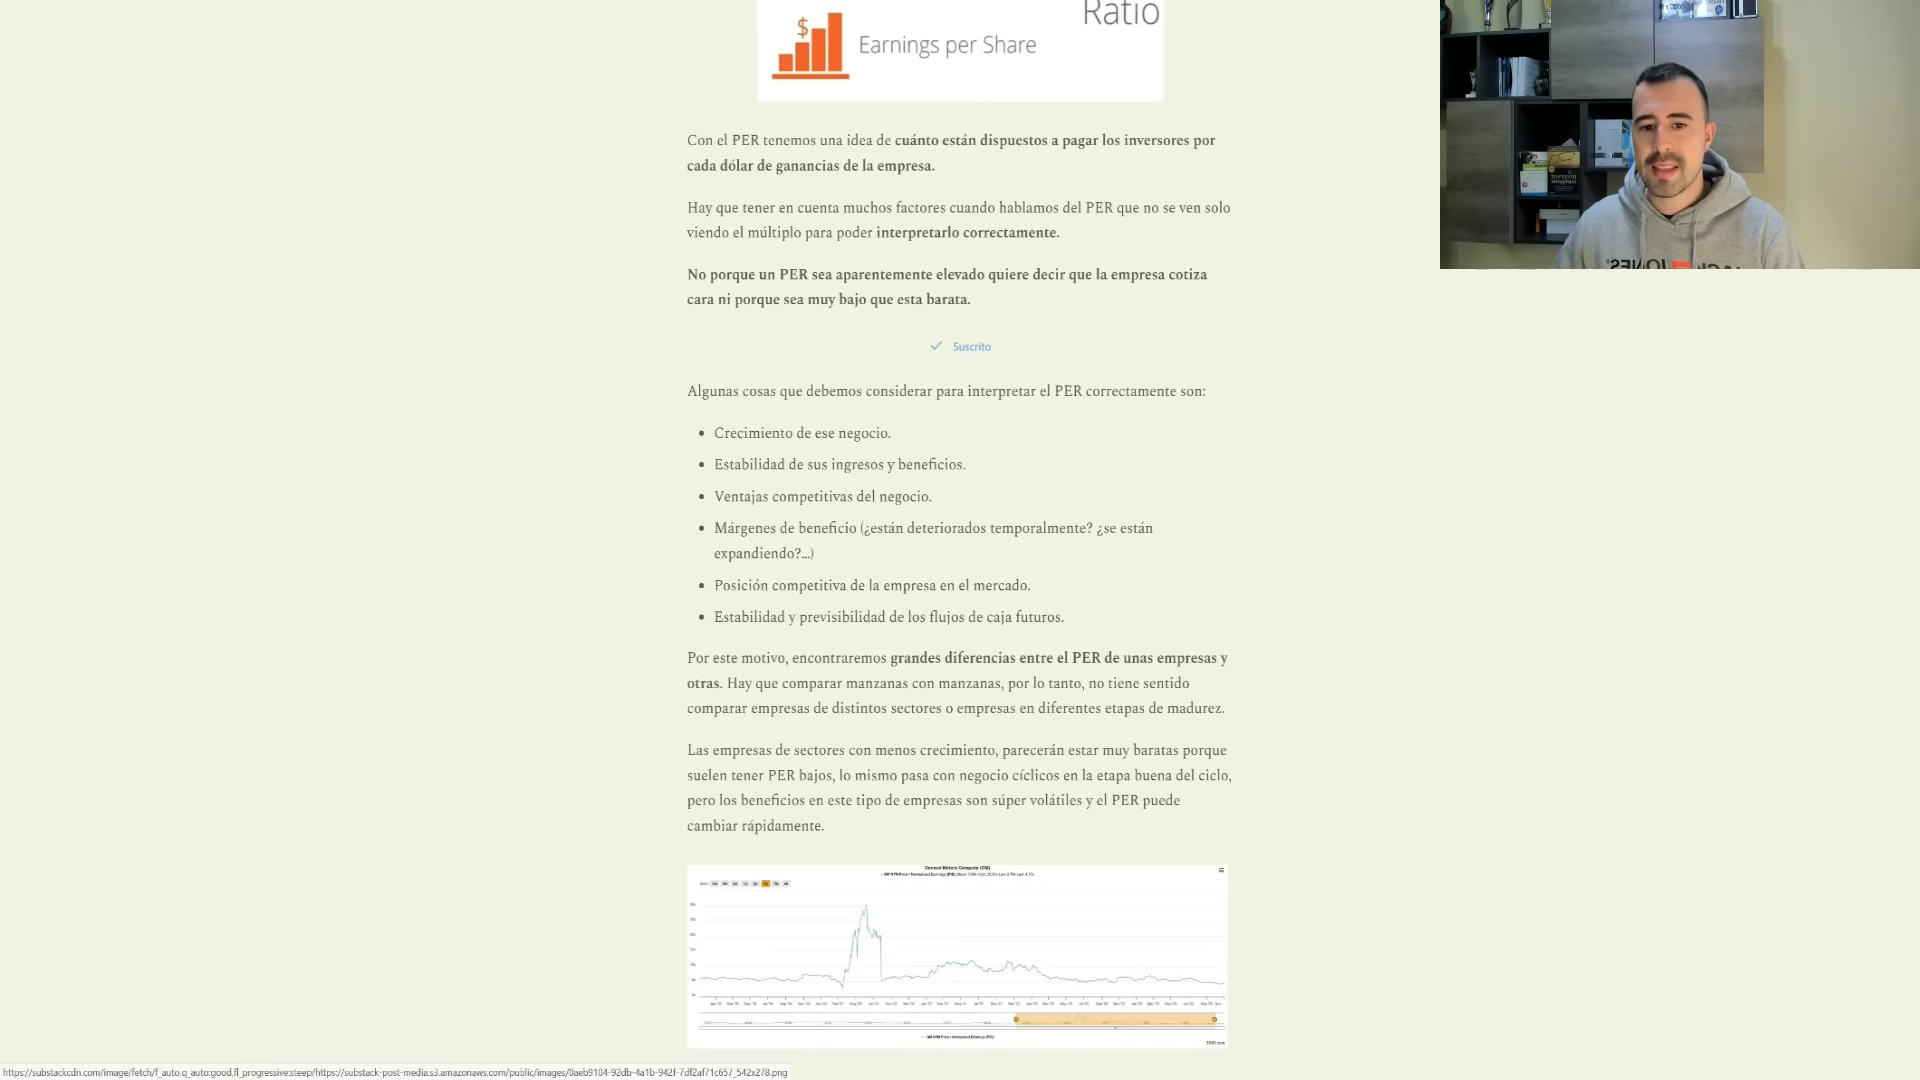 Ratio
$
Earnings per Share
Con el PER tenemos una idea de cuánto están dispuestos a pagar los inversores por
cada dólar de ganancias de la empresa.
Hay que tener en cuenta muchos factores cuando hablamos del PER que no se ven solo
viendo el múltiplo para poder interpretarlo correctamente.
No porque un PER sea aparentemente elevado quiere decir que la empresa cotiza
cara ni porque sea muy bajo que esta barata.
Suscrito
Algunas cosas que debemos considerar para interpretar el PER correctamente son:
• Crecimiento de ese negocio.
• Estabilidad de sus ingresos y beneficios.
• Ventajas competitivas del negocio.
• Márgenes de beneficio (¿están deteriorados temporalmente? ¿se están
expandiendo?...)
• Posición competitiva de la empresa en el mercado.
• Estabilidad y previsibilidad de los flujos de caja futuros.
Por este motivo, encontraremos grandes diferencias entre el PER de unas empresas y
otras. Hay que comparar manzanas con manzanas, por lo tanto, no tiene sentido
comparar empresas de distintos sectores o empresas en diferentes etapas de madurez.
Las empresas de sectores con menos crecimiento, parecerán estar muy baratas porque
suelen tener PER bajos, lo mismo pasa con negocio cíclicos en la etapa buena del ciclo,
pero los beneficios en este tipo de empresas son súper volátiles y el PER puede
cambiar rápidamente.
General Motors Company (GM)
TIKR.com
https://substackcdn.com/image/fetch/f_auto,q_auto:good,fl_progressive:steep/https://substack-post-media.s3.amazonaws.com/public/images/0aeb9104-92db-4a1b-942f-7df2af71c657_542x278.png